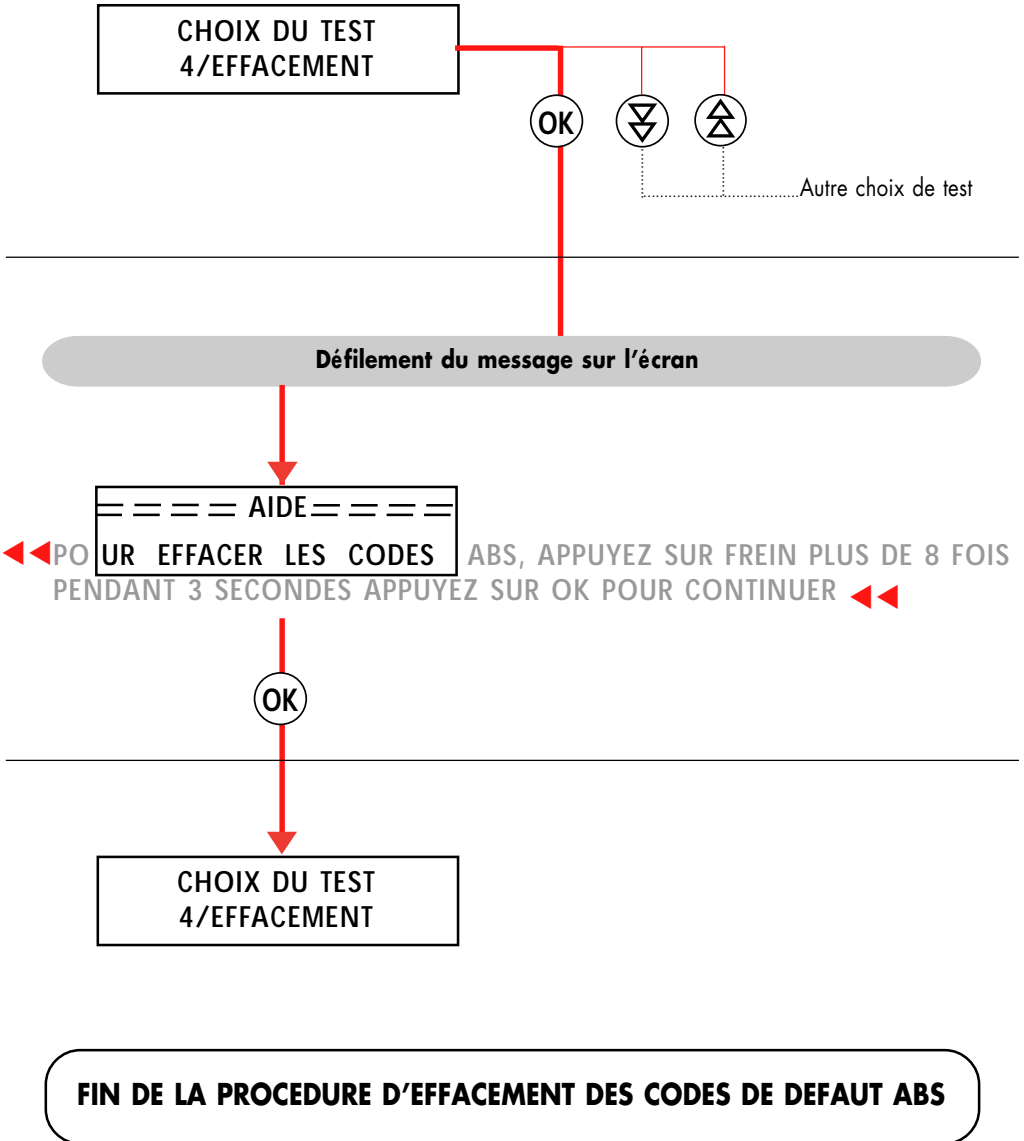 CHOIX DU TEST
4/EFFACEMENT
OK
Autre choix de test
Défilement du message sur l'écran
==== AIDE ====
POUR EFFACER LES CODES ABS, APPUYEZ SUR FREIN PLUS DE 8 FOIS
PENDANT 3 SECONDES APPUYEZ SUR OK POUR CONTINUER
OK
CHOIX DU TEST
4/EFFACEMENT
FIN DE LA PROCEDURE D'EFFACEMENT DES CODES DE DEFAUT ABS